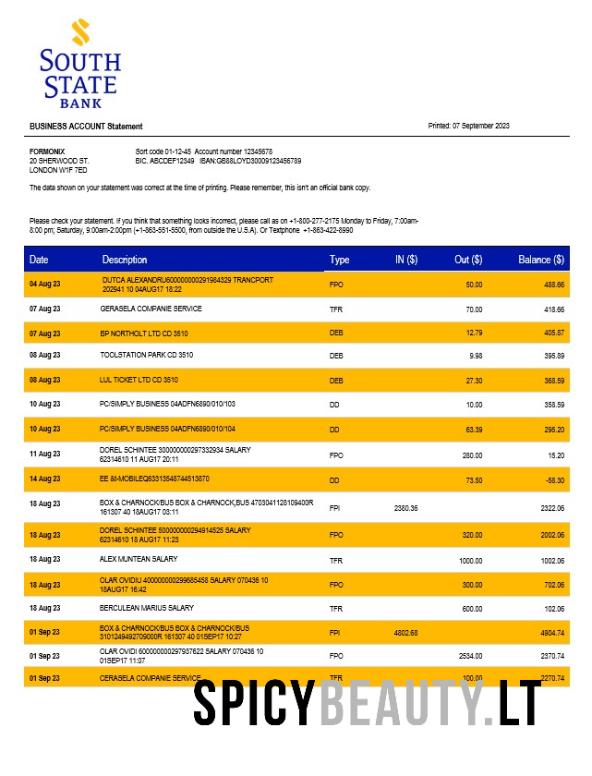 SOUTH
STATE
BANK
BUSINESS ACCOUNT Statement Printed: 07 September 2023
FORMONIX Sort code 01-12-45 Account number 12345678
20 SHERWOOD ST. BIC. ABCDEF12349 IBAN:GB88LOYD30009123456789
LONDON W1F 7ED
The data shown on your statement was correct at the time of printing. Please remember, this isn't an official bank copy.
Please check your statement. If you think that something looks incorrect, please call as on +1-800-277-2175 Monday to Friday, 7:00am-
8:00 pm; Saturday, 9:00am-2:00pm (+1-863-551-5500, from outside the U.S.A). Or Textphone +1-863-422-8990
Date Description Type IN ($) Out ($) Balance ($)
04 Aug 23 DUTCA ALEXANDRU600000000291984329 TRANCPORT FPO 50.00 488.66
202941 10 04AUG17 18:22
07 Aug 23 GERASELA COMPANIE SERVICE TFR 70.00 418.66
07 Aug 23 BP NORTHOLT LTD CD 3510 DEB 12.79 405.87
08 Aug 23 TOOLSTATION PARK CD 3510 DEB 9.98 395.89
08 Aug 23 LUL TICKET LTD CD 3510 DEB 27.30 368.59
10 Aug 23 PC/SIMPLY BUSINESS 04ADFN6890/010/103 DD 10.00 358.59
10 Aug 23 PC/SIMPLY BUSINESS 04ADFN6890/010/104 DD 63.39 295.20
11 Aug 23 DOREL SCHINTEE 300000000297332934 SALARY FPO 280.00 15.20
62314610 11 AUG17 20:11
14 Aug 23 EE &I-MOBILEQ63313548744513870 DD 73.50 -58.30
18 Aug 23 BOX & CHARNOCK/BUS BOX & CHARNOCK,BUS 4703041128109400R FPI 2380.36 2322.06
161307 40 18AUG17 03:11
18 Aug 23 DOREL SCHINTEE 500000000294914525 SALARY FPO 320.00 2002.06
62314610 18 AUG17 11:23
18 Aug 23 ALEX MUNTEAN SALARY TFR 1000.00 1002.06
18 Aug 23 OLAR OVIDIU 400000000299685458 SALARY 070436 10 FPO 300.00 702.06
18AUG17 16:42
18 Aug 23 BERCULEAN MARIUS SALARY TFR 600.00 102.06
01 Sep 23 BOX & CHARNOCK/BUS BOX & CHARNOCK/BUS FPI 4802.68 4904.74
3101249492709000R 161307 40 01SEP17 10:27
01 Sep 23 OLAR OVIDI 600000000297937622 SALARY 070436 10 FPO 2534.00 2370.74
01SEP17 11:07
01 Sep 23 CERASELA COMPANIE SERVICE TFR 100.00 2270.74
SPICYBEAUTY.LT